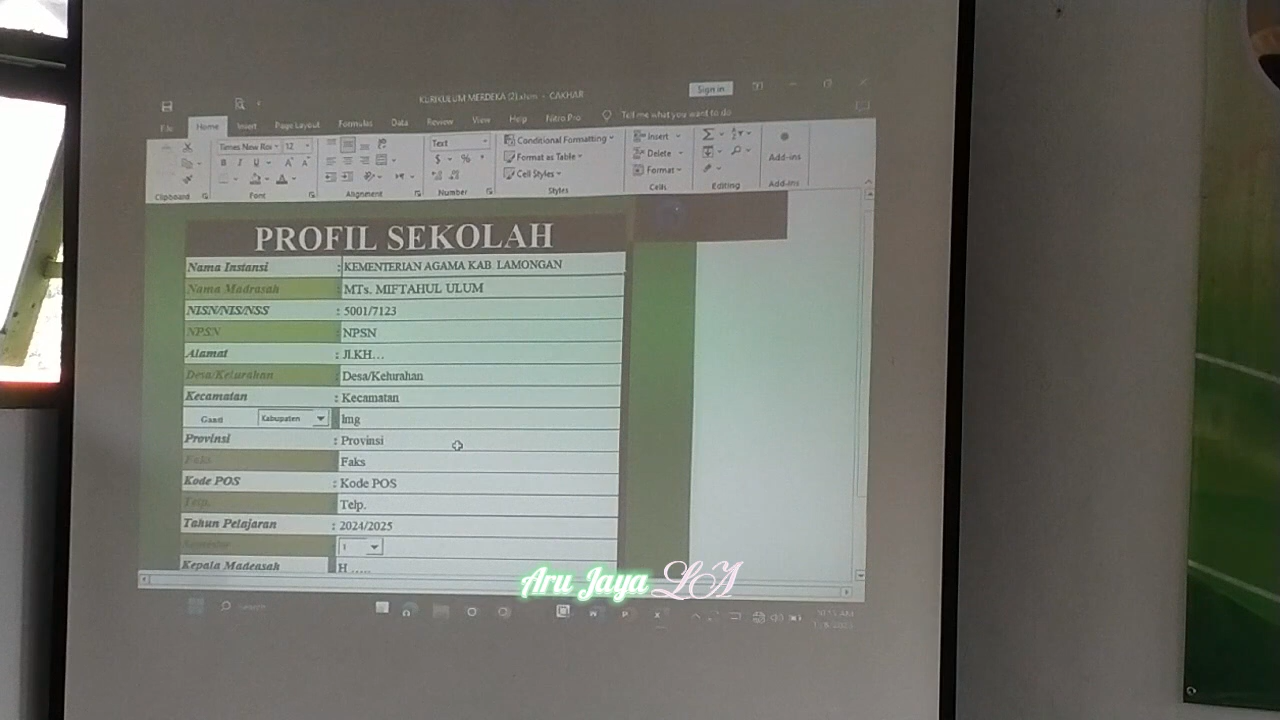 KURIKULUM MERDEKA (2).xlsm - CAKHAR
Sign in
File Home Insert Page Layout Formulas Data Review View Help Nitro Pro Tell me what you want to do
Times New Ro 12
Text
Conditional Formatting
Insert
B I U A A
$ %
Format as Table
Delete
Add-ins
Cell Styles
Format
Clipboard Font Alignment Number Styles Cells Editing Add-ins
PROFIL SEKOLAH
Nama Instansi : KEMENTERIAN AGAMA KAB LAMONGAN
Nama Madrasah : MTs. MIFTAHUL ULUM
NISN/NIS/NSS : 5001/7123
NPSN : NPSN
Alamat : Jl.KH...
Desa/Kelurahan : Desa/Kelurahan
Kecamatan : Kecamatan
Ganti Kabupaten lmg
Provinsi : Provinsi
Faks Faks
Kode POS : Kode POS
Telp. Telp.
Tahun Pelajaran : 2024/2025
Semester 1
Kepala Madrasah H .....
Aru Jaya LA
Search